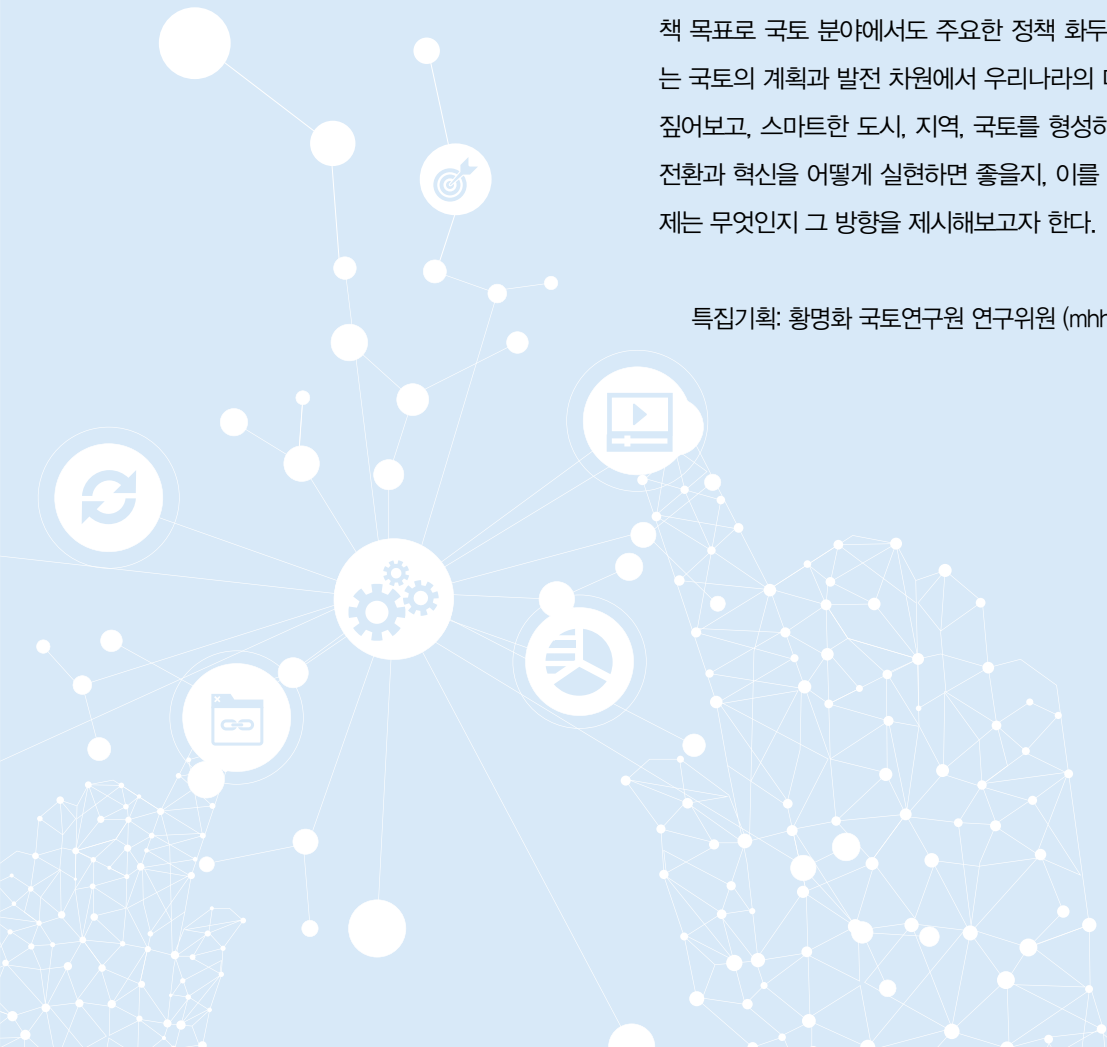 책 목표로 국토 분야에서도 주요한 정책 화두
는 국토의 계획과 발전 차원에서 우리나라의
짚어보고, 스마트한 도시, 지역, 국토를 형성하
전환과 혁신을 어떻게 실현하면 좋을지, 이를
제는 무엇인지 그 방향을 제시해보고자 한다.
특집기획: 황명화 국토연구원 연구위원 (mhh